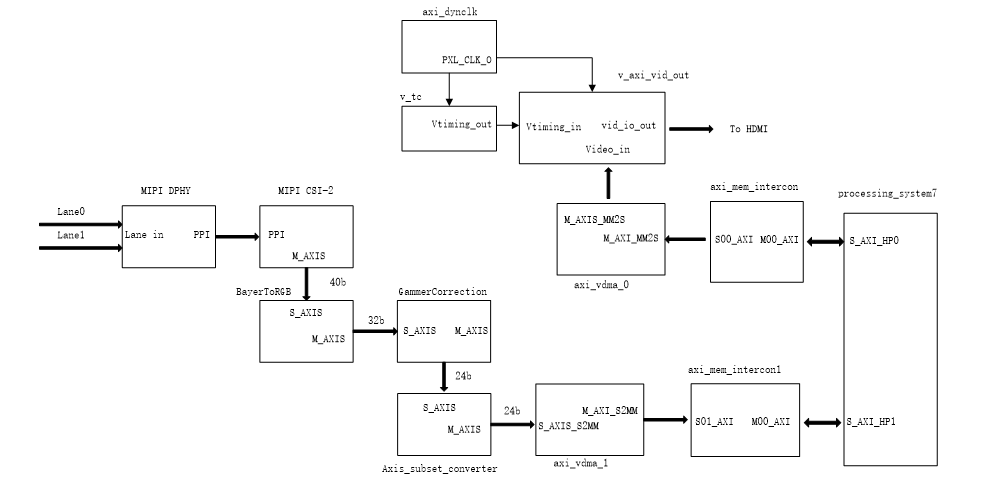 axi_dynclk
PXL_CLK_O
v_axi_vid_out
v_tc
Vtiming_out
Vtiming_in
vid_io_out
Video_in
To HDMI
MIPI DPHY
MIPI CSI-2
axi_mem_intercon
processing_system7
Lane0
Lane1
Lane in
PPI
PPI
M_AXIS
M_AXIS_MM2S
M_AXI_MM2S
S00_AXI
M00_AXI
S_AXI_HP0
40b
axi_vdma_0
BayerToRGB
GammerCorrection
S_AXIS
M_AXIS
32b
S_AXIS
M_AXIS
24b
axi_mem_intercon1
S_AXIS
M_AXIS
24b
M_AXI_S2MM
S_AXIS_S2MM
S01_AXI
M00_AXI
S_AXI_HP1
Axis_subset_converter
axi_vdma_1